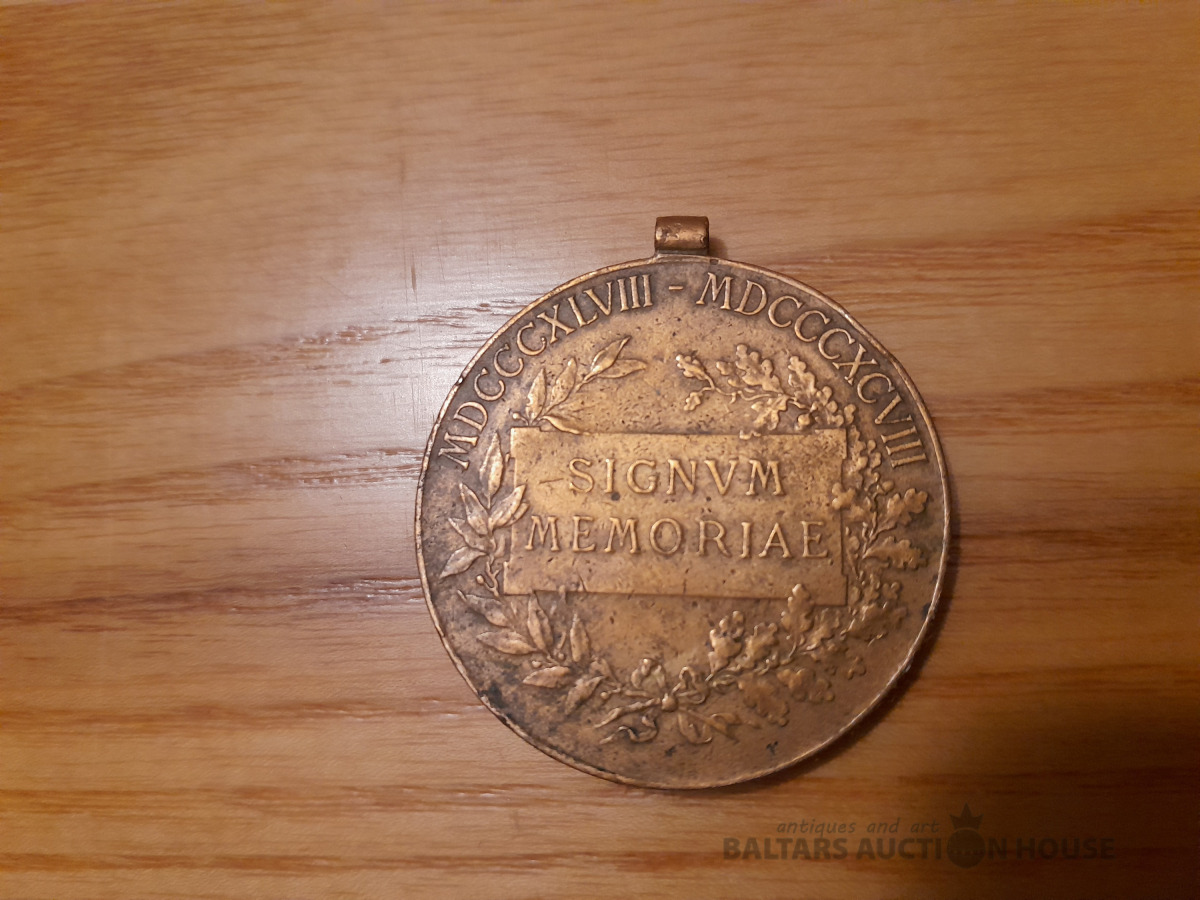 MDCCCXLVIII - MDCCCXCVIII
SIGNVM
MEMORIAE
antiques and art
BALTARS AUCTION HOUSE